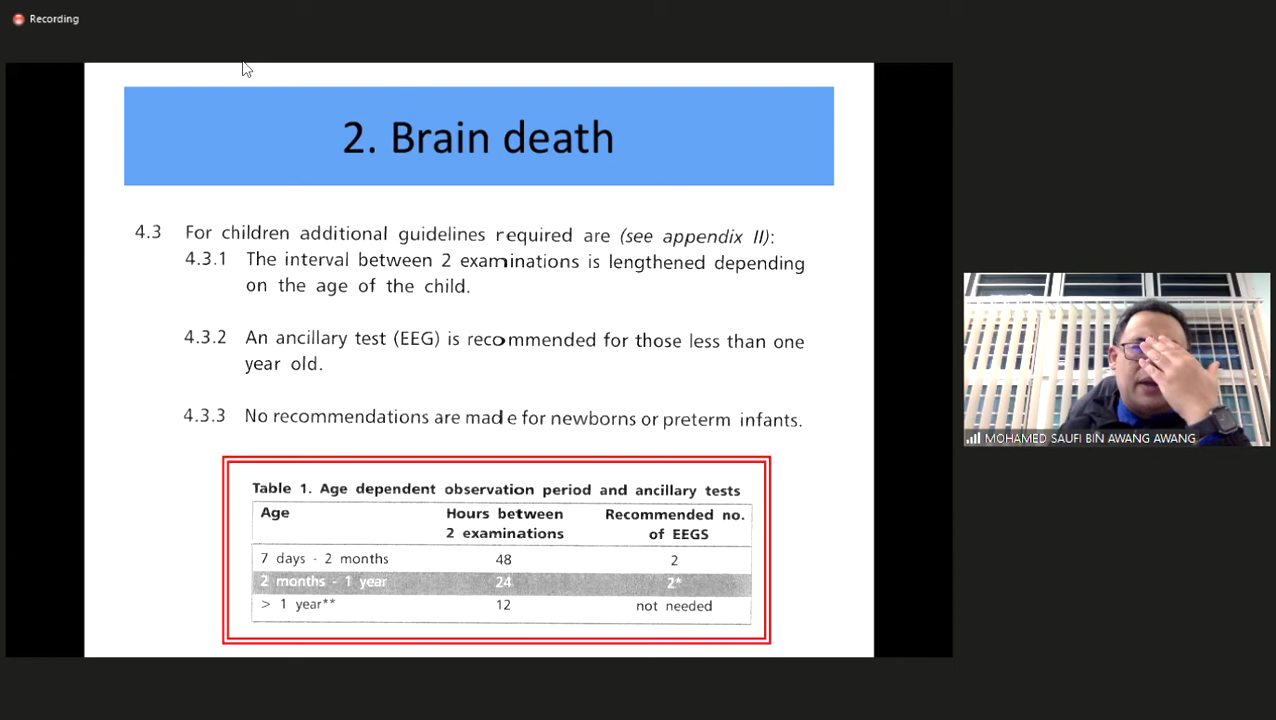 Recording
2. Brain death
4.3 For children additional guidelines required are (see appendix II):
4.3.1 The interval between 2 examinations is lengthened depending
on the age of the child.
4.3.2 An ancillary test (EEG) is recommended for those less than one
year old.
4.3.3 No recommendations are made for newborns or preterm infants.
Table 1. Age dependent observation period and ancillary tests
Age Hours between Recommended no.
2 examinations of EEGS
7 days - 2 months 48 2
2 months - 1 year 24 2*
> 1 year** 12 not needed
MOHAMED SAUFI BIN AWANG AWANG